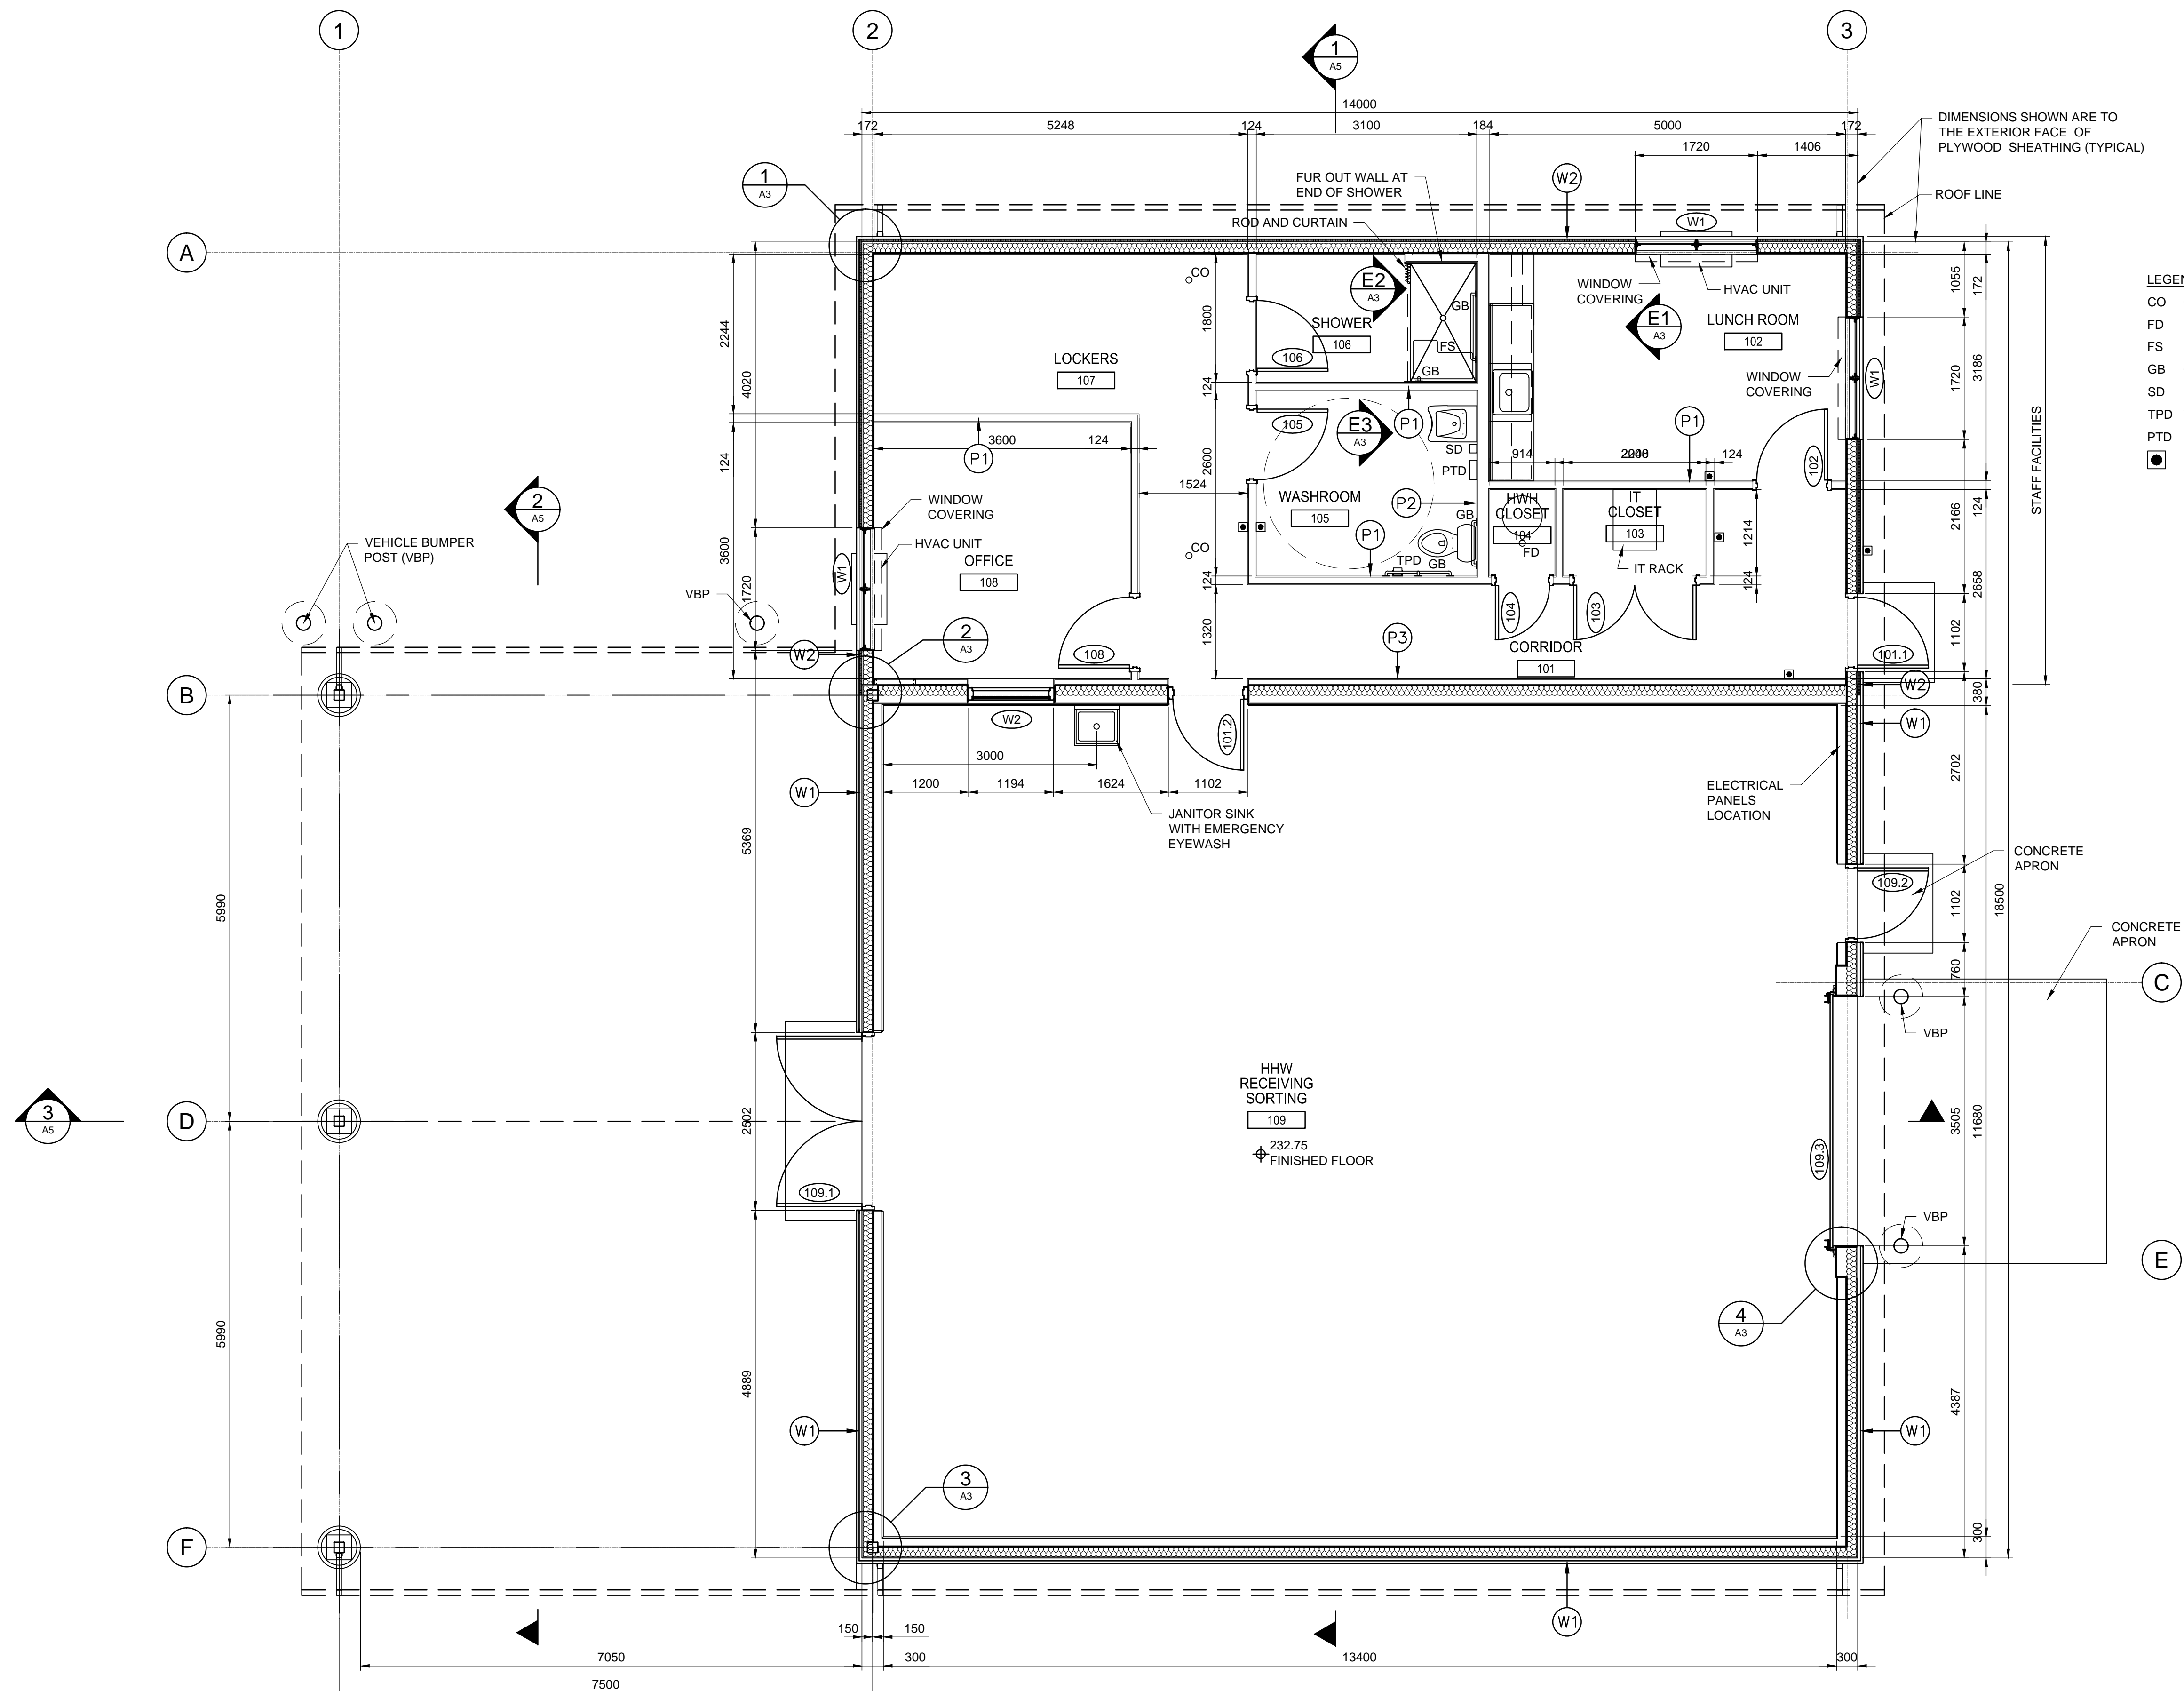 1
2
3
1
A5
14000
172
5248
124
3100
184
5000
172
DIMENSIONS SHOWN ARE TO
THE EXTERIOR FACE OF
PLYWOOD SHEATHING (TYPICAL)
1720
1406
1
A3
FUR OUT WALL AT
END OF SHOWER
W2
ROOF LINE
ROD AND CURTAIN
W1
A
CO
E2
A3
WINDOW
COVERING
HVAC UNIT
1055
172
LEGEN
CO
FD
FS
GB
SD
TPD
PTD
GB
SHOWER
106
E1
A3
LUNCH ROOM
102
2244
4020
1800
LOCKERS
107
106
FS
GB
WINDOW
COVERING
W1
1720
3186
124
105
E3
A3
P1
P1
STAFF FACILITIES
3600
124
P1
SD
PTD
914
2000
124
102
124
2600
1524
WASHROOM
105
P2
GB
HWH
CLOSET
104
FD
IT
CLOSET
103
1214
2166
124
2
A5
WINDOW
COVERING
HVAC UNIT
OFFICE
108
CO
P1
TPD
GB
IT RACK
VEHICLE BUMPER
POST (VBP)
3600
W1
1720
124
124
2658
VBP
1320
104
103
1102
2
A3
P3
CORRIDOR
101
W2
108
101.1
B
W2
380
W2
101.2
W1
3000
2702
1200
1194
1624
1102
W1
ELECTRICAL
PANELS
LOCATION
JANITOR SINK
WITH EMERGENCY
EYEWASH
5369
CONCRETE
APRON
109.2
1102
18500
5990
CONCRETE
APRON
760
C
VBP
HHW
RECEIVING
SORTING
109
3
A5
D
2502
3505
11680
232.75
FINISHED FLOOR
109.3
109.1
VBP
E
5990
4
A3
4889
4387
W1
W1
3
A3
300
F
W1
150
150
7050
300
13400
300
7500